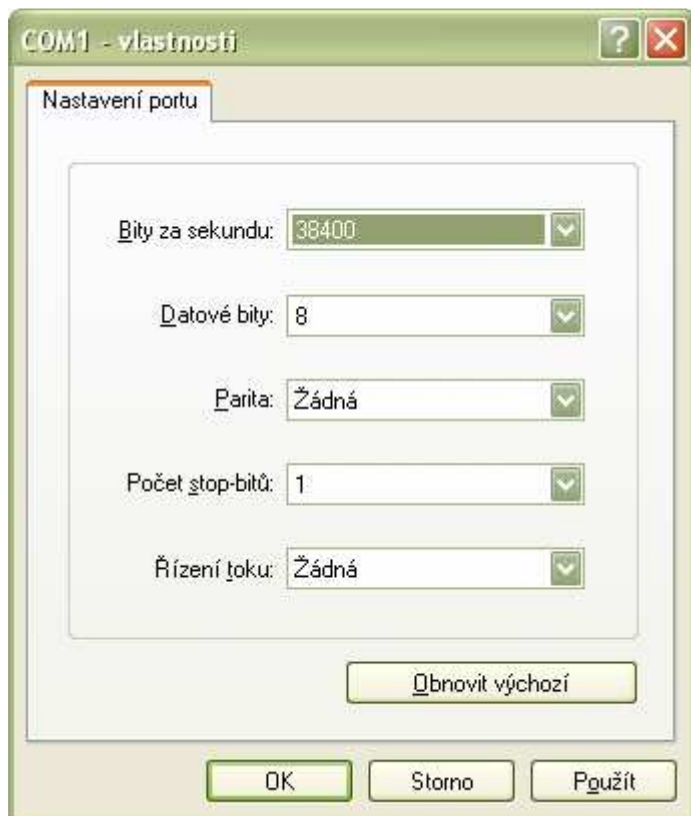 COM1 - vlastnosti
Nastavení portu
Bity za sekundu: 38400
Datové bity: 8
Parita: Žádná
Počet stop-bitů: 1
Řízení toku: Žádná
Obnovit výchozí
OK Storno Použít